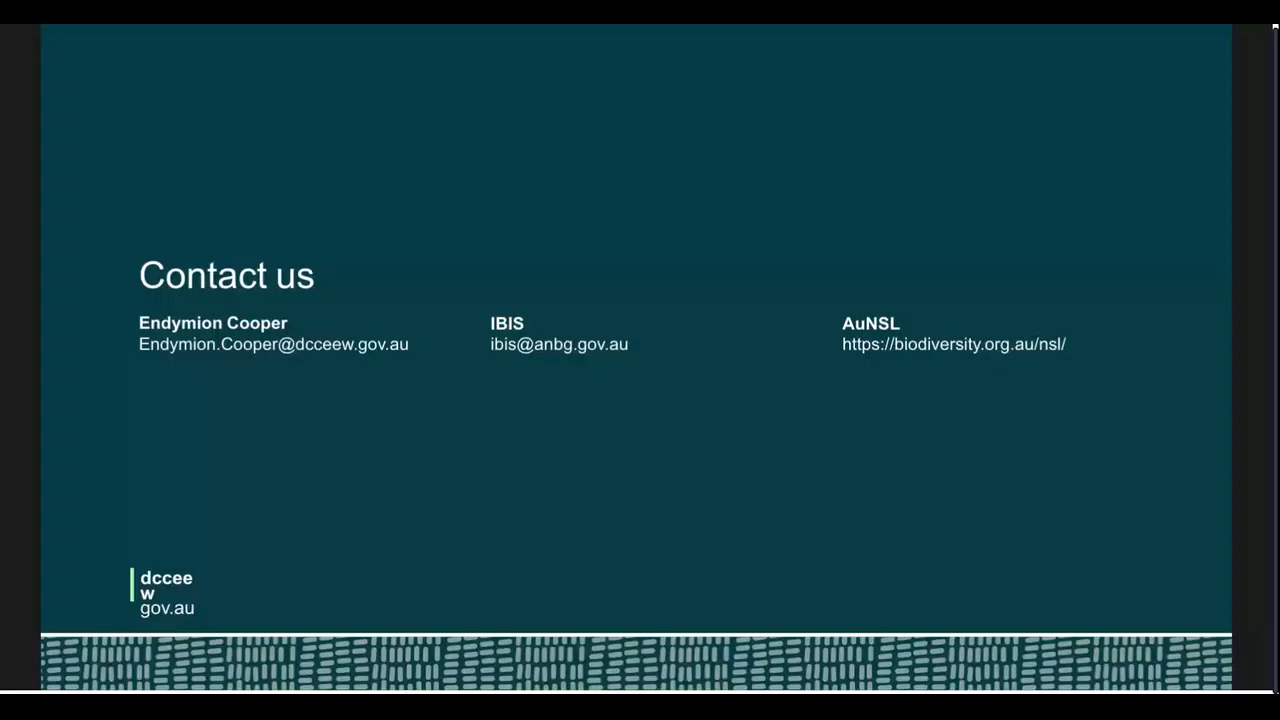 Contact us
Endymion Cooper
Endymion.Cooper@dcceew.gov.au
IBIS
ibis@anbg.gov.au
AuNSL
https://biodiversity.org.au/nsl/
dccee
w
gov.au